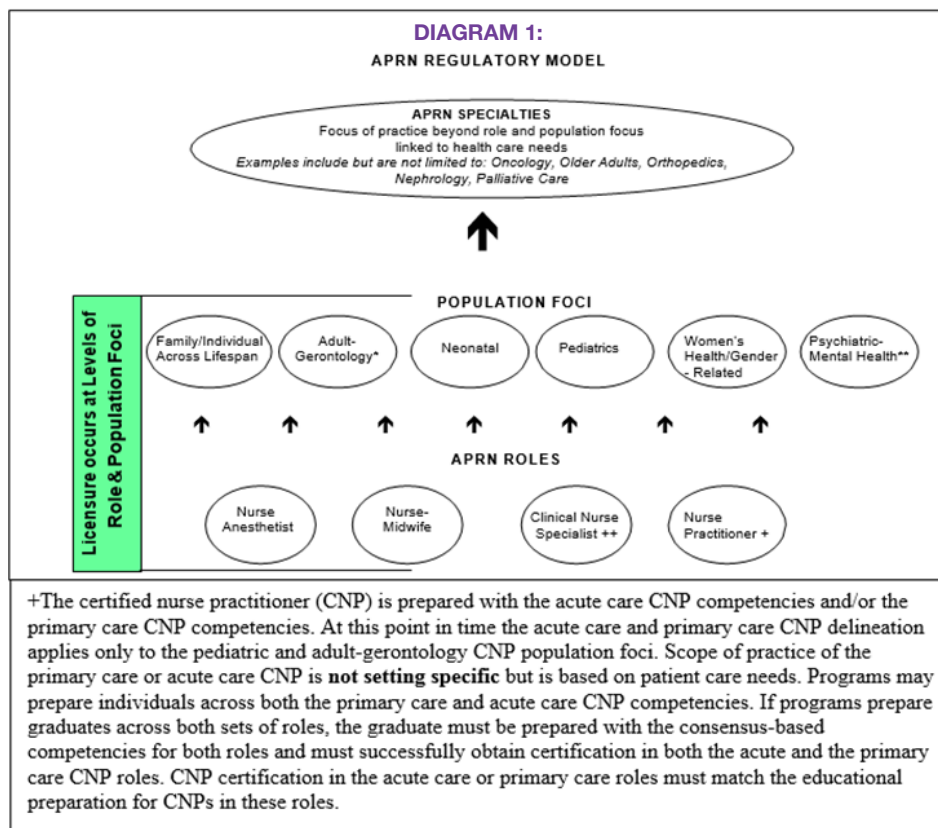 DIAGRAM 1:
APRN REGULATORY MODEL
APRN SPECIALTIES
Focus of practice beyond role and population focus
linked to health care needs
Examples include but are not limited to: Oncology, Older Adults, Orthopedics,
Nephrology, Palliative Care
Licensure occurs at Levels of
Role & Population Foci
POPULATION FOCI
Family/Individual
Across Lifespan
Adult-
Gerontology*
Neonatal
Pediatrics
Women's
Health/Gender
- Related
Psychiatric-
Mental Health**
APRN ROLES
Nurse
Anesthetist
Nurse-
Midwife
Clinical Nurse
Specialist ++
Nurse
Practitioner +
+The certified nurse practitioner (CNP) is prepared with the acute care CNP competencies and/or the
primary care CNP competencies. At this point in time the acute care and primary care CNP delineation
applies only to the pediatric and adult-gerontology CNP population foci. Scope of practice of the
primary care or acute care CNP is not setting specific but is based on patient care needs. Programs may
prepare individuals across both the primary care and acute care CNP competencies. If programs prepare
graduates across both sets of roles, the graduate must be prepared with the consensus-based
competencies for both roles and must successfully obtain certification in both the acute and the primary
care CNP roles. CNP certification in the acute care or primary care roles must match the educational
preparation for CNPs in these roles.